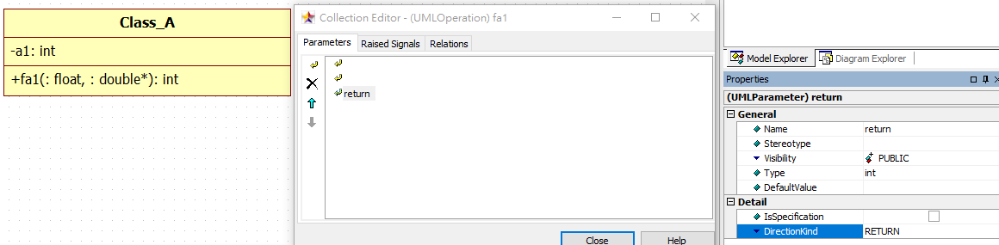 Class_A
-a1: int
+fa1(: float, : double*): int
Collection Editor - (UMLOperation) fa1
Parameters
Raised Signals
Relations
return
Close
Help
Model Explorer
Diagram Explorer
Properties
(UMLParameter) return
General
Name return
Stereotype
Visibility PUBLIC
Type int
DefaultValue
Detail
IsSpecification
DirectionKind RETURN